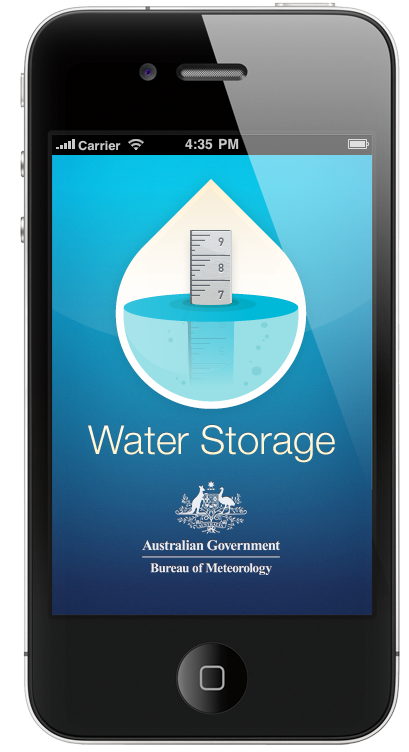 Carrier 4:35 PM
9
8
7
Water Storage
Australian Government
Bureau of Meteorology